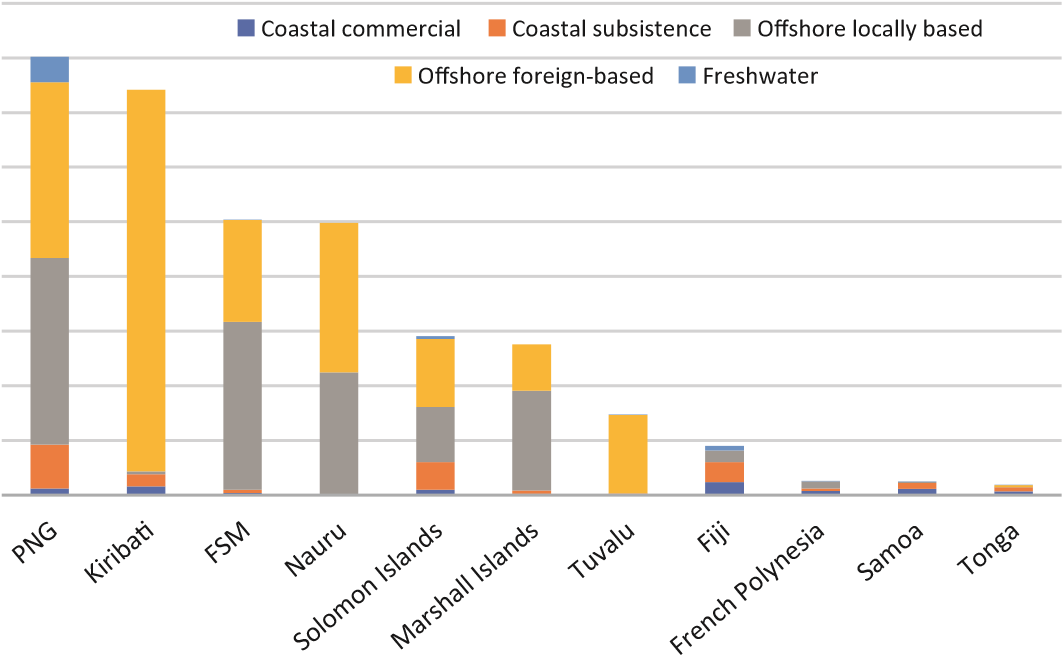 Coastal commercial Coastal subsistence Offshore locally based
Offshore foreign-based Freshwater
PNG
Kiribati
FSM
Nauru
Solomon Islands
Marshall Islands
Tuvalu
Fiji
French Polynesia
Samoa
Tonga